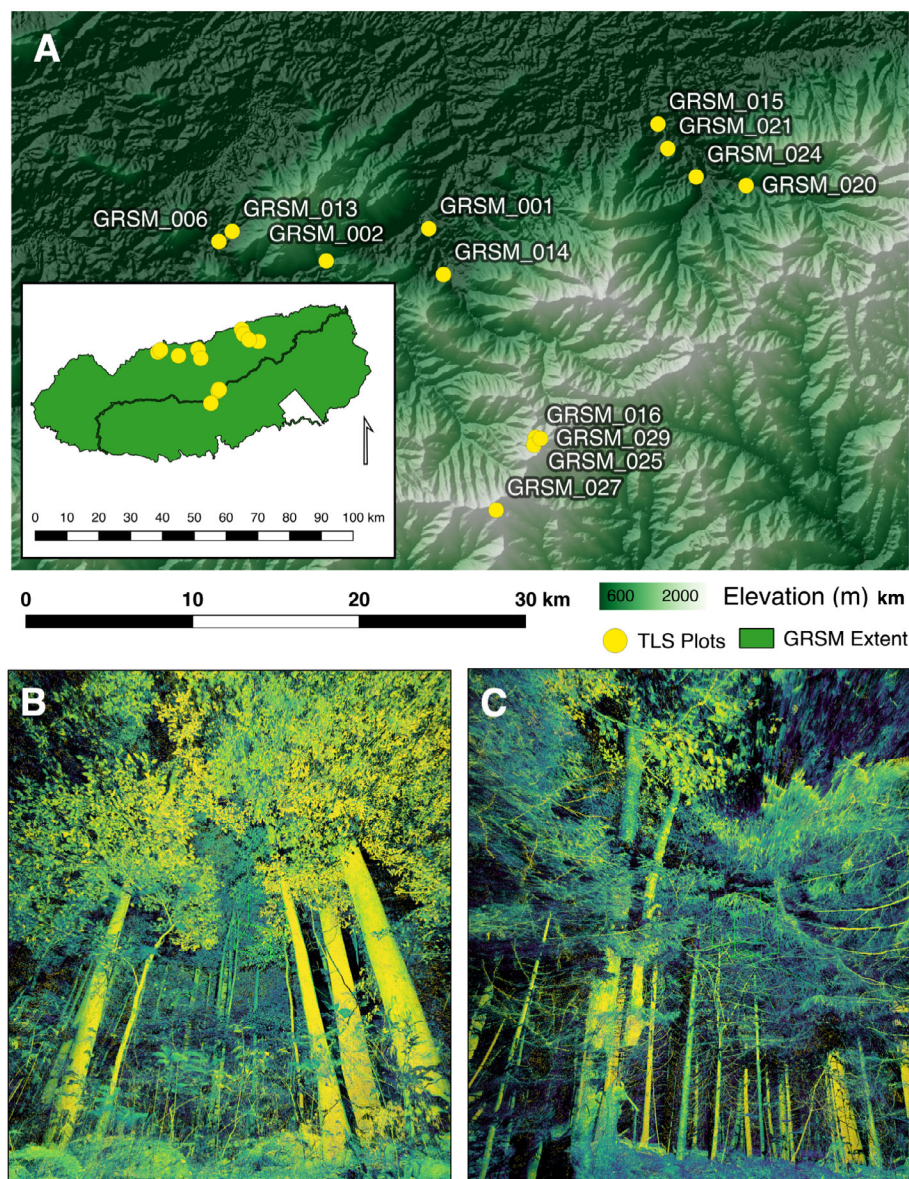 A
GRSM_015
GRSM_021
GRSM_024
GRSM_020
GRSM_006
GRSM_013
GRSM_002
GRSM_001
GRSM_014
GRSM_016
GRSM_029
GRSM_025
GRSM_027
0 10 20 30 40 50 60 70 80 90 100 km
0 10 20 30 km
600 2000 Elevation (m) km
TLS Plots GRSM Extent
B
C